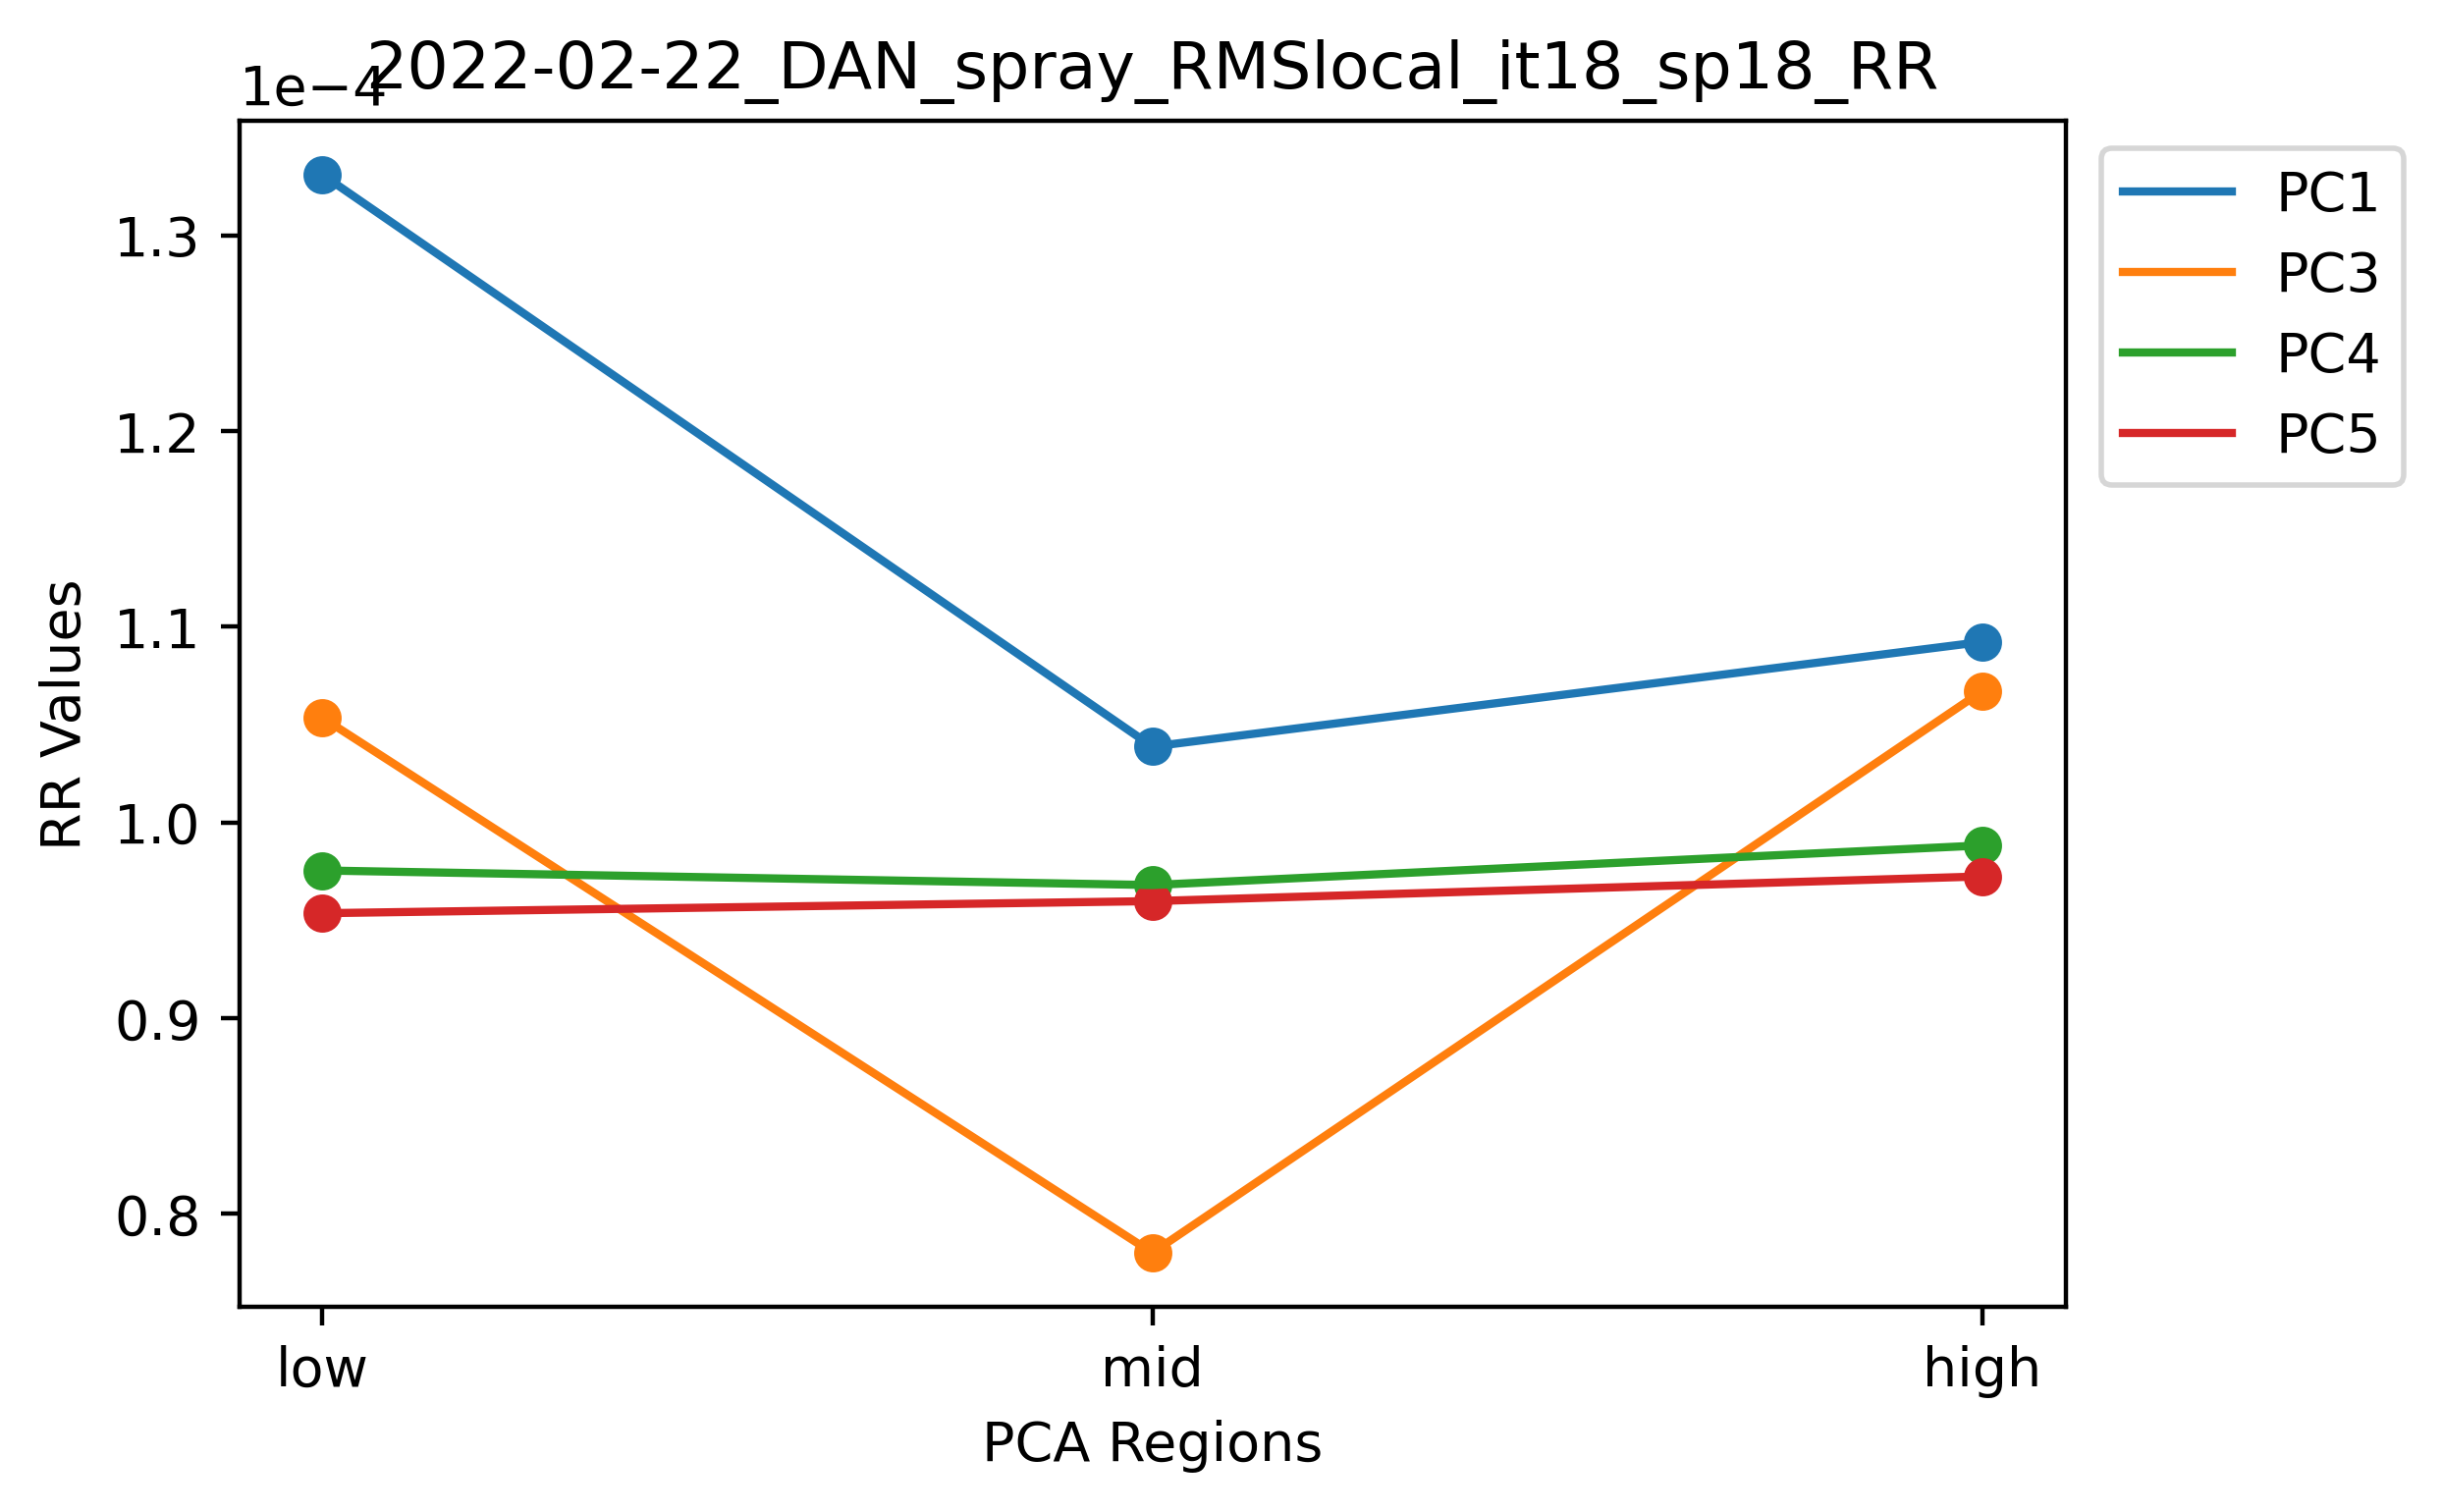 1e−4
2022-02-22_DAN_spray_RMSlocal_it18_sp18_RR
PC1
PC3
PC4
PC5
RR Values
1.3
1.2
1.1
1.0
0.9
0.8
low mid high
PCA Regions